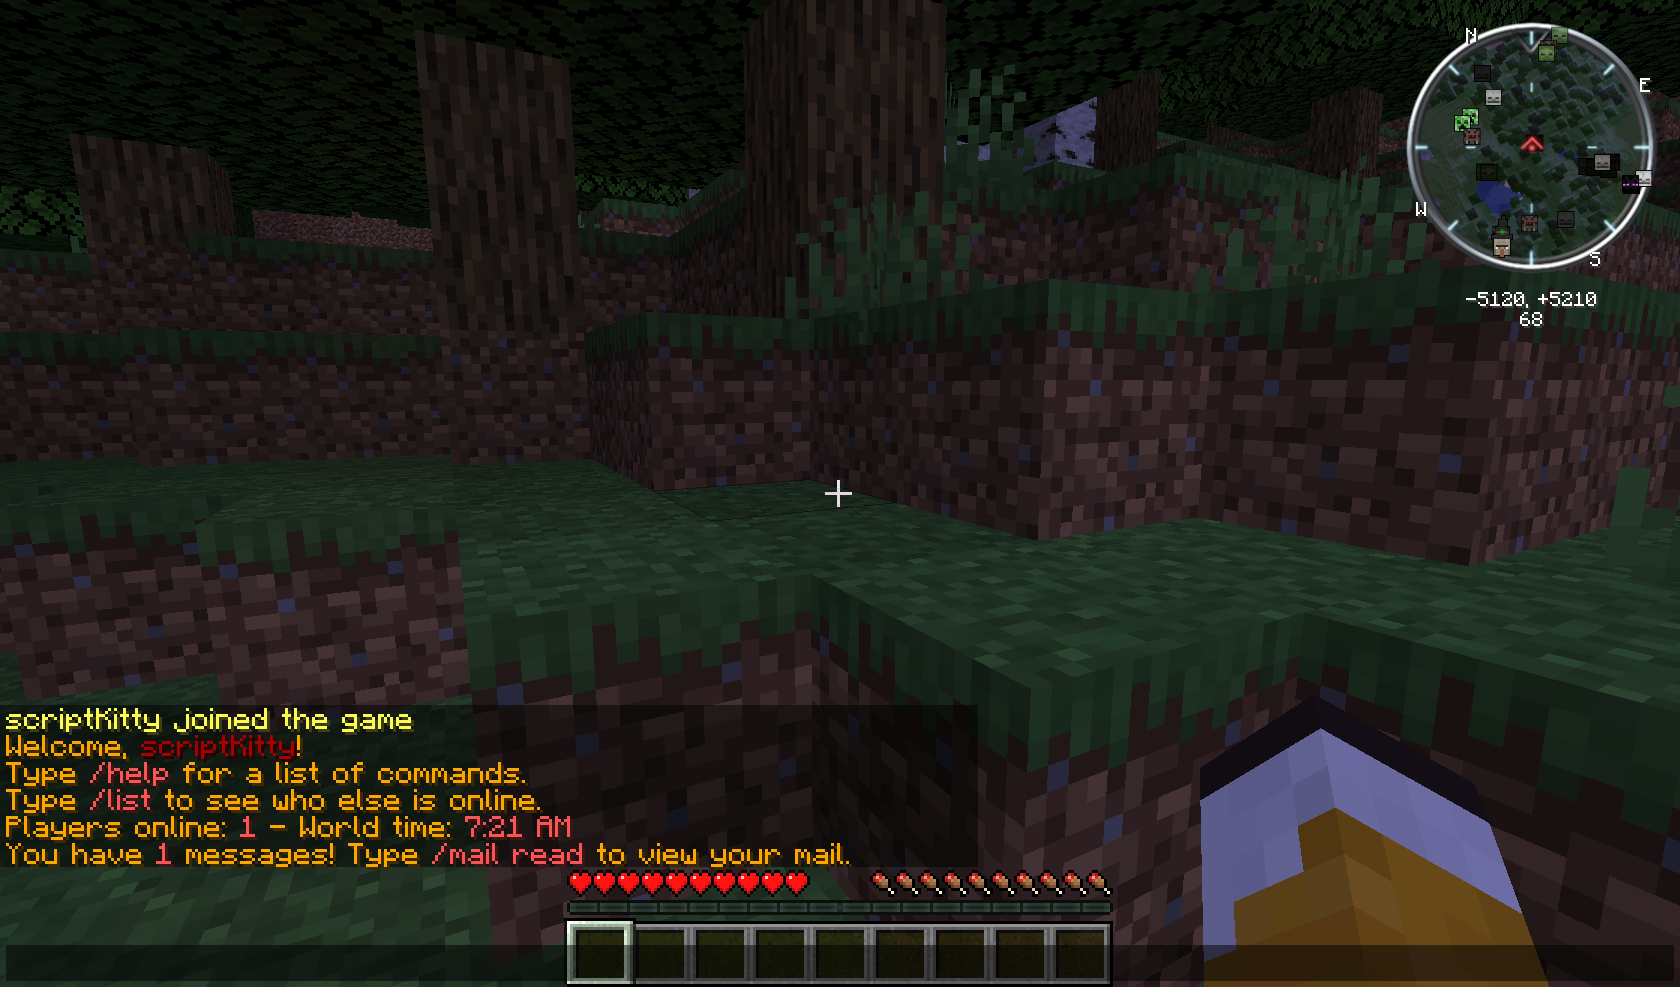 N
E
W
S
-5120, +5210
68
scriptKitty joined the game
Welcome, scriptKitty!
Type /help for a list of commands.
Type /list to see who else is online.
Players online: 1 - World time: 7:21 AM
You have 1 messages! Type /mail read to view your mail.